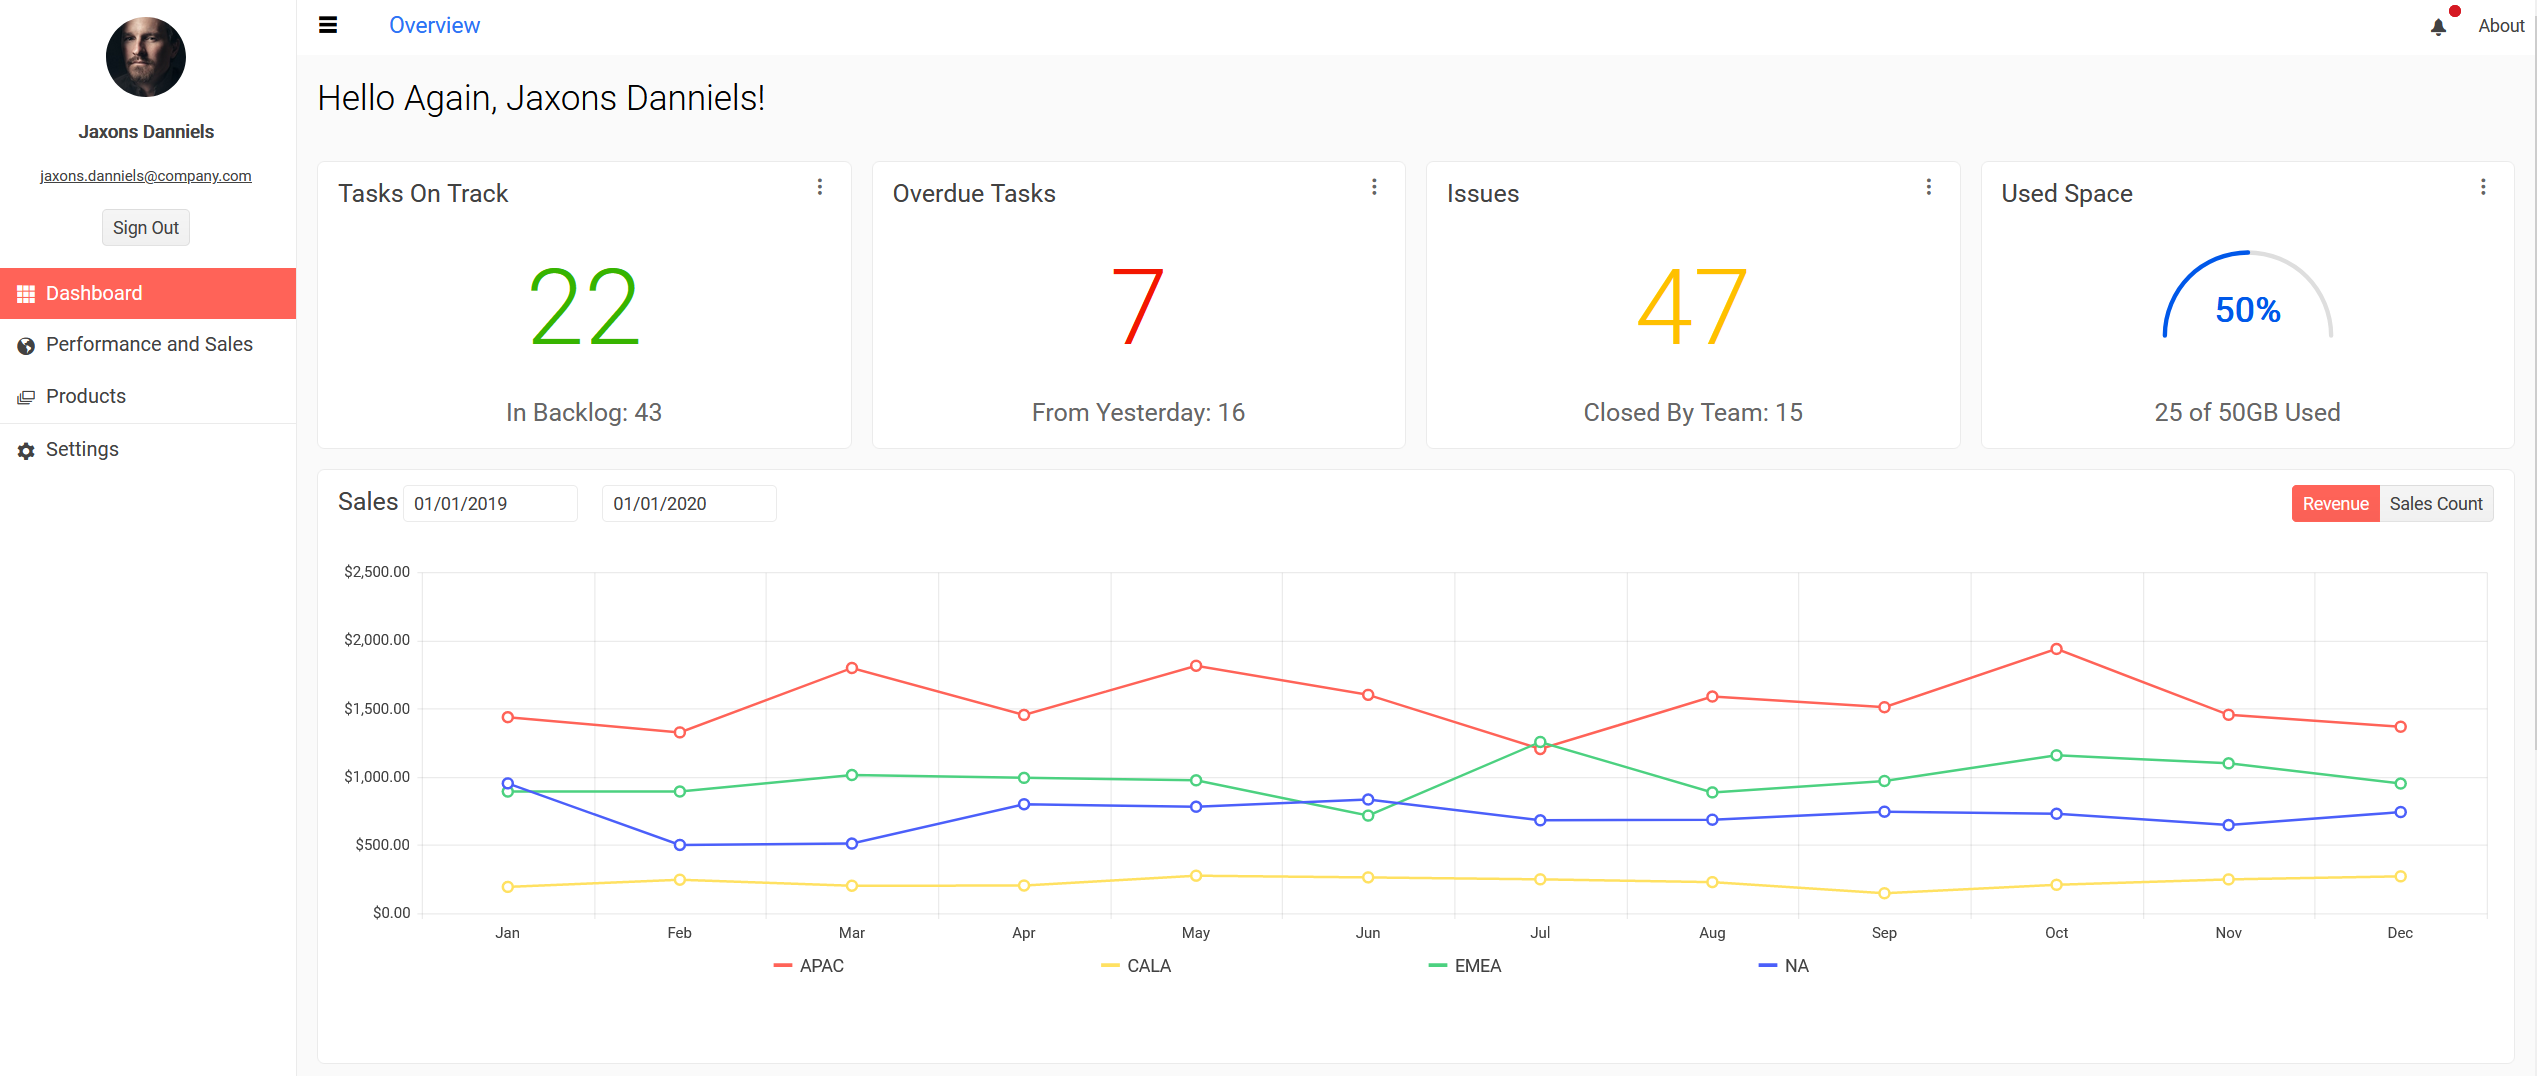 Jaxons Danniels
jaxons.danniels@company.com
Sign Out
Dashboard
Performance and Sales
Products
Settings
Overview
About
Hello Again, Jaxons Danniels!
Tasks On Track
22
In Backlog: 43
Overdue Tasks
7
From Yesterday: 16
Issues
47
Closed By Team: 15
Used Space
50%
25 of 50GB Used
Sales 01/01/2019 01/01/2020
Revenue Sales Count
$2,500.00
$2,000.00
$1,500.00
$1,000.00
$500.00
$0.00
Jan Feb Mar Apr May Jun Jul Aug Sep Oct Nov Dec
APAC CALA EMEA NA